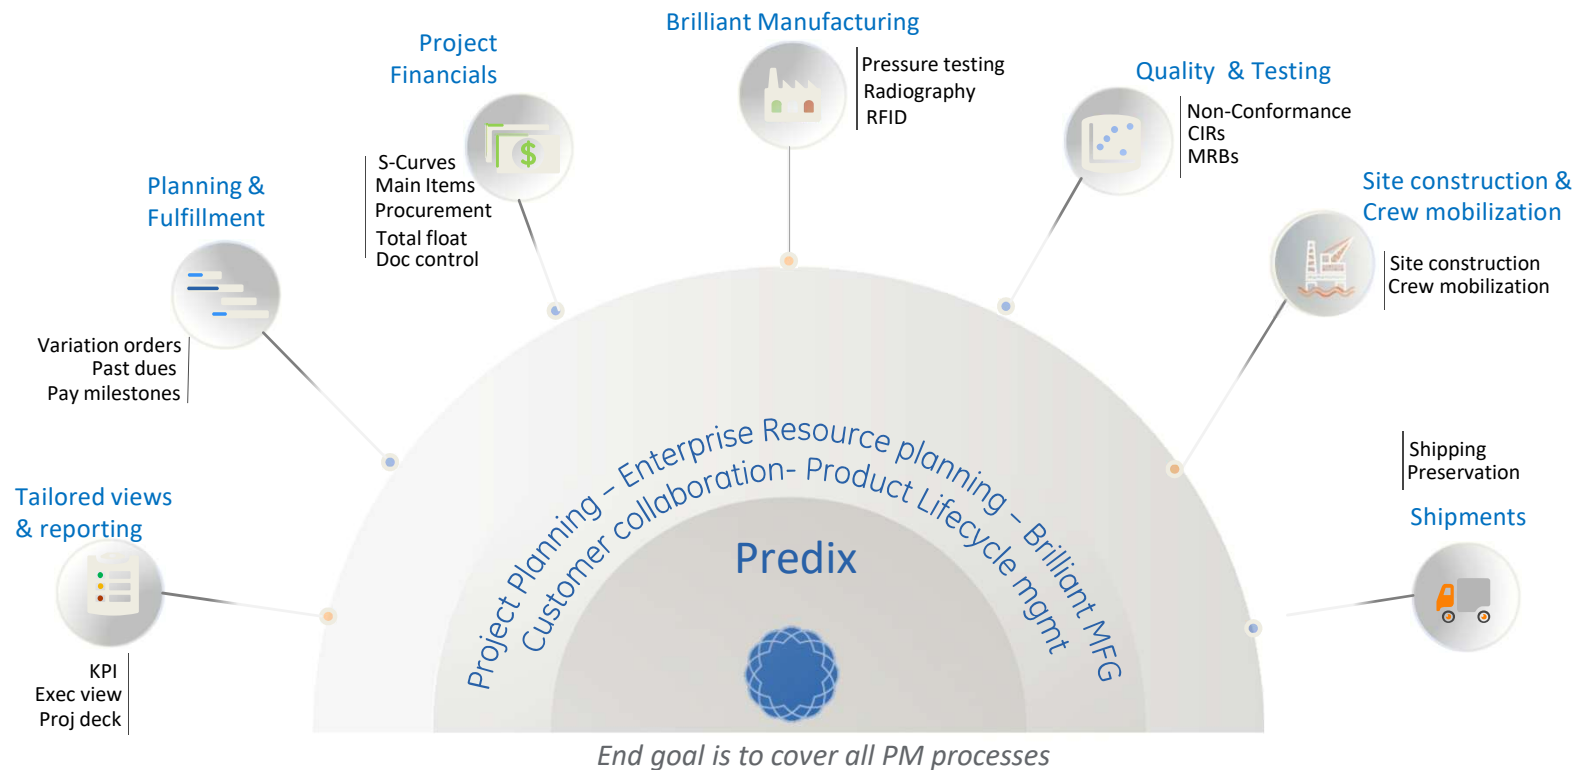 Brilliant Manufacturing
Pressure testing
Radiography
RFID
Project
Financials
S-Curves
Main Items
Procurement
Total float
Doc control
Quality & Testing
Non-Conformance
CIRs
MRBs
Planning &
Fulfillment
Variation orders
Past dues
Pay milestones
Site construction &
Crew mobilization
Site construction
Crew mobilization
Tailored views
& reporting
KPI
Exec view
Proj deck
Shipping
Preservation
Shipments
Project Planning – Enterprise Resource planning – Brilliant MFG
Customer collaboration- Product Lifecycle mgmt
Predix
$
End goal is to cover all PM processes